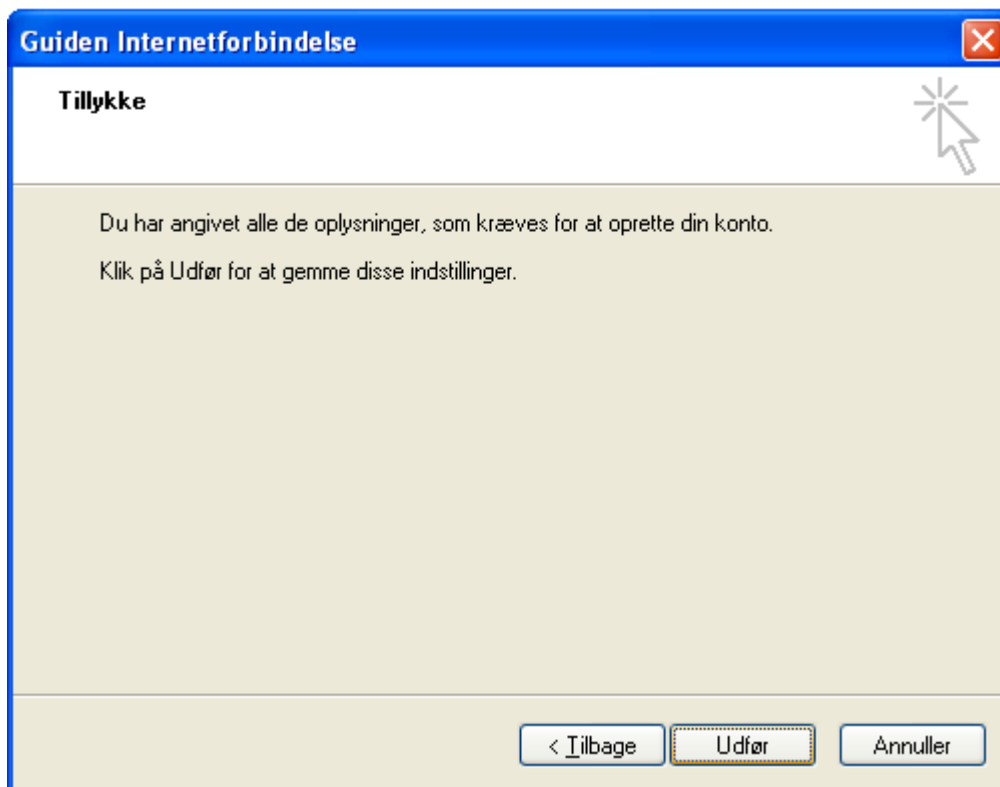 Guiden Internetforbindelse
Tillykke
Du har angivet alle de oplysninger, som kræves for at oprette din konto.
Klik på Udfør for at gemme disse indstillinger.
< Tilbage
Udfør
Annuller